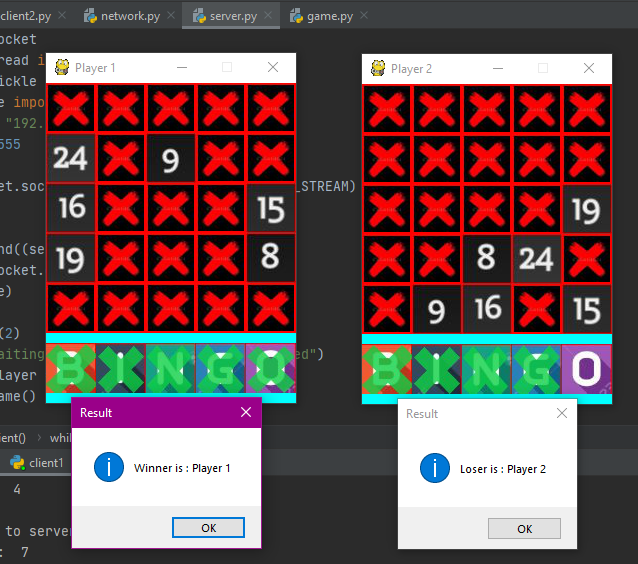 client2.py × network.py × server.py × game.py ×
ocket
Player 1
Player 2
read i
ickle
e impo
"192.
555
24 9
16 15
19
et.soc
_STREAM)
nd((se
19 8
8 24
ocket.
e)
9 16 15
(2)
aiting
ed")
BINGO
BINGO
layer
ame()
Result
Result
ient() › whil
client1
Winner is : Player 1
Loser is : Player 2
4
OK
OK
to server
: 7